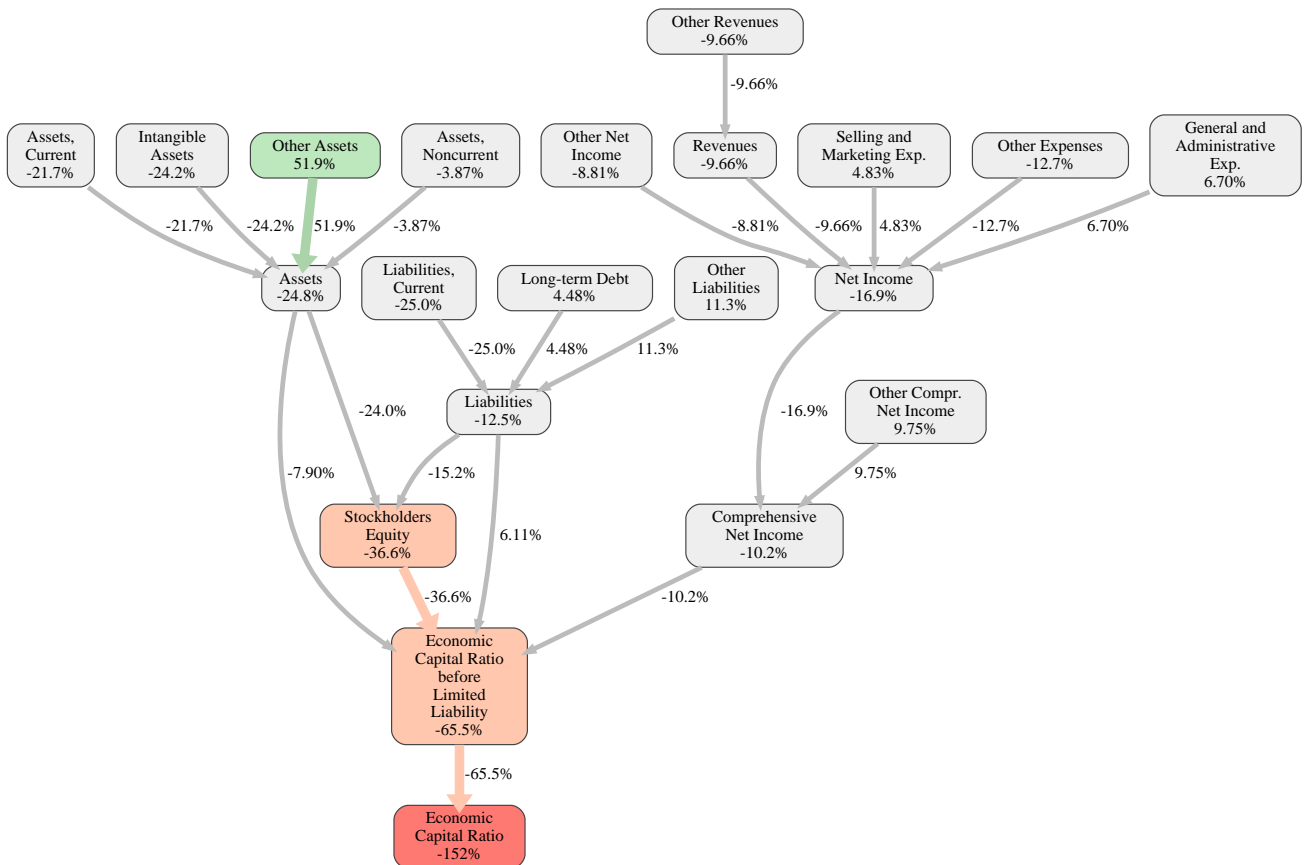 Other Revenues
-9.66%
-9.66%
Assets,
Current
-21.7%
Intangible
Assets
-24.2%
Other Assets
51.9%
Assets,
Noncurrent
-3.87%
Other Net
Income
-8.81%
Revenues
-9.66%
Selling and
Marketing Exp.
4.83%
Other Expenses
-12.7%
General and
Administrative
Exp.
6.70%
-21.7%
-24.2%
51.9%
-3.87%
-8.81%
-9.66%
4.83%
-12.7%
6.70%
Assets
-24.8%
Liabilities,
Current
-25.0%
Long-term Debt
4.48%
Other
Liabilities
11.3%
Net Income
-16.9%
-25.0%
4.48%
11.3%
Liabilities
-12.5%
Other Compr.
Net Income
9.75%
-24.0%
-16.9%
-7.90%
-15.2%
9.75%
Stockholders
Equity
-36.6%
6.11%
Comprehensive
Net Income
-10.2%
-36.6%
-10.2%
Economic
Capital Ratio
before
Limited
Liability
-65.5%
-65.5%
Economic
Capital Ratio
-152%